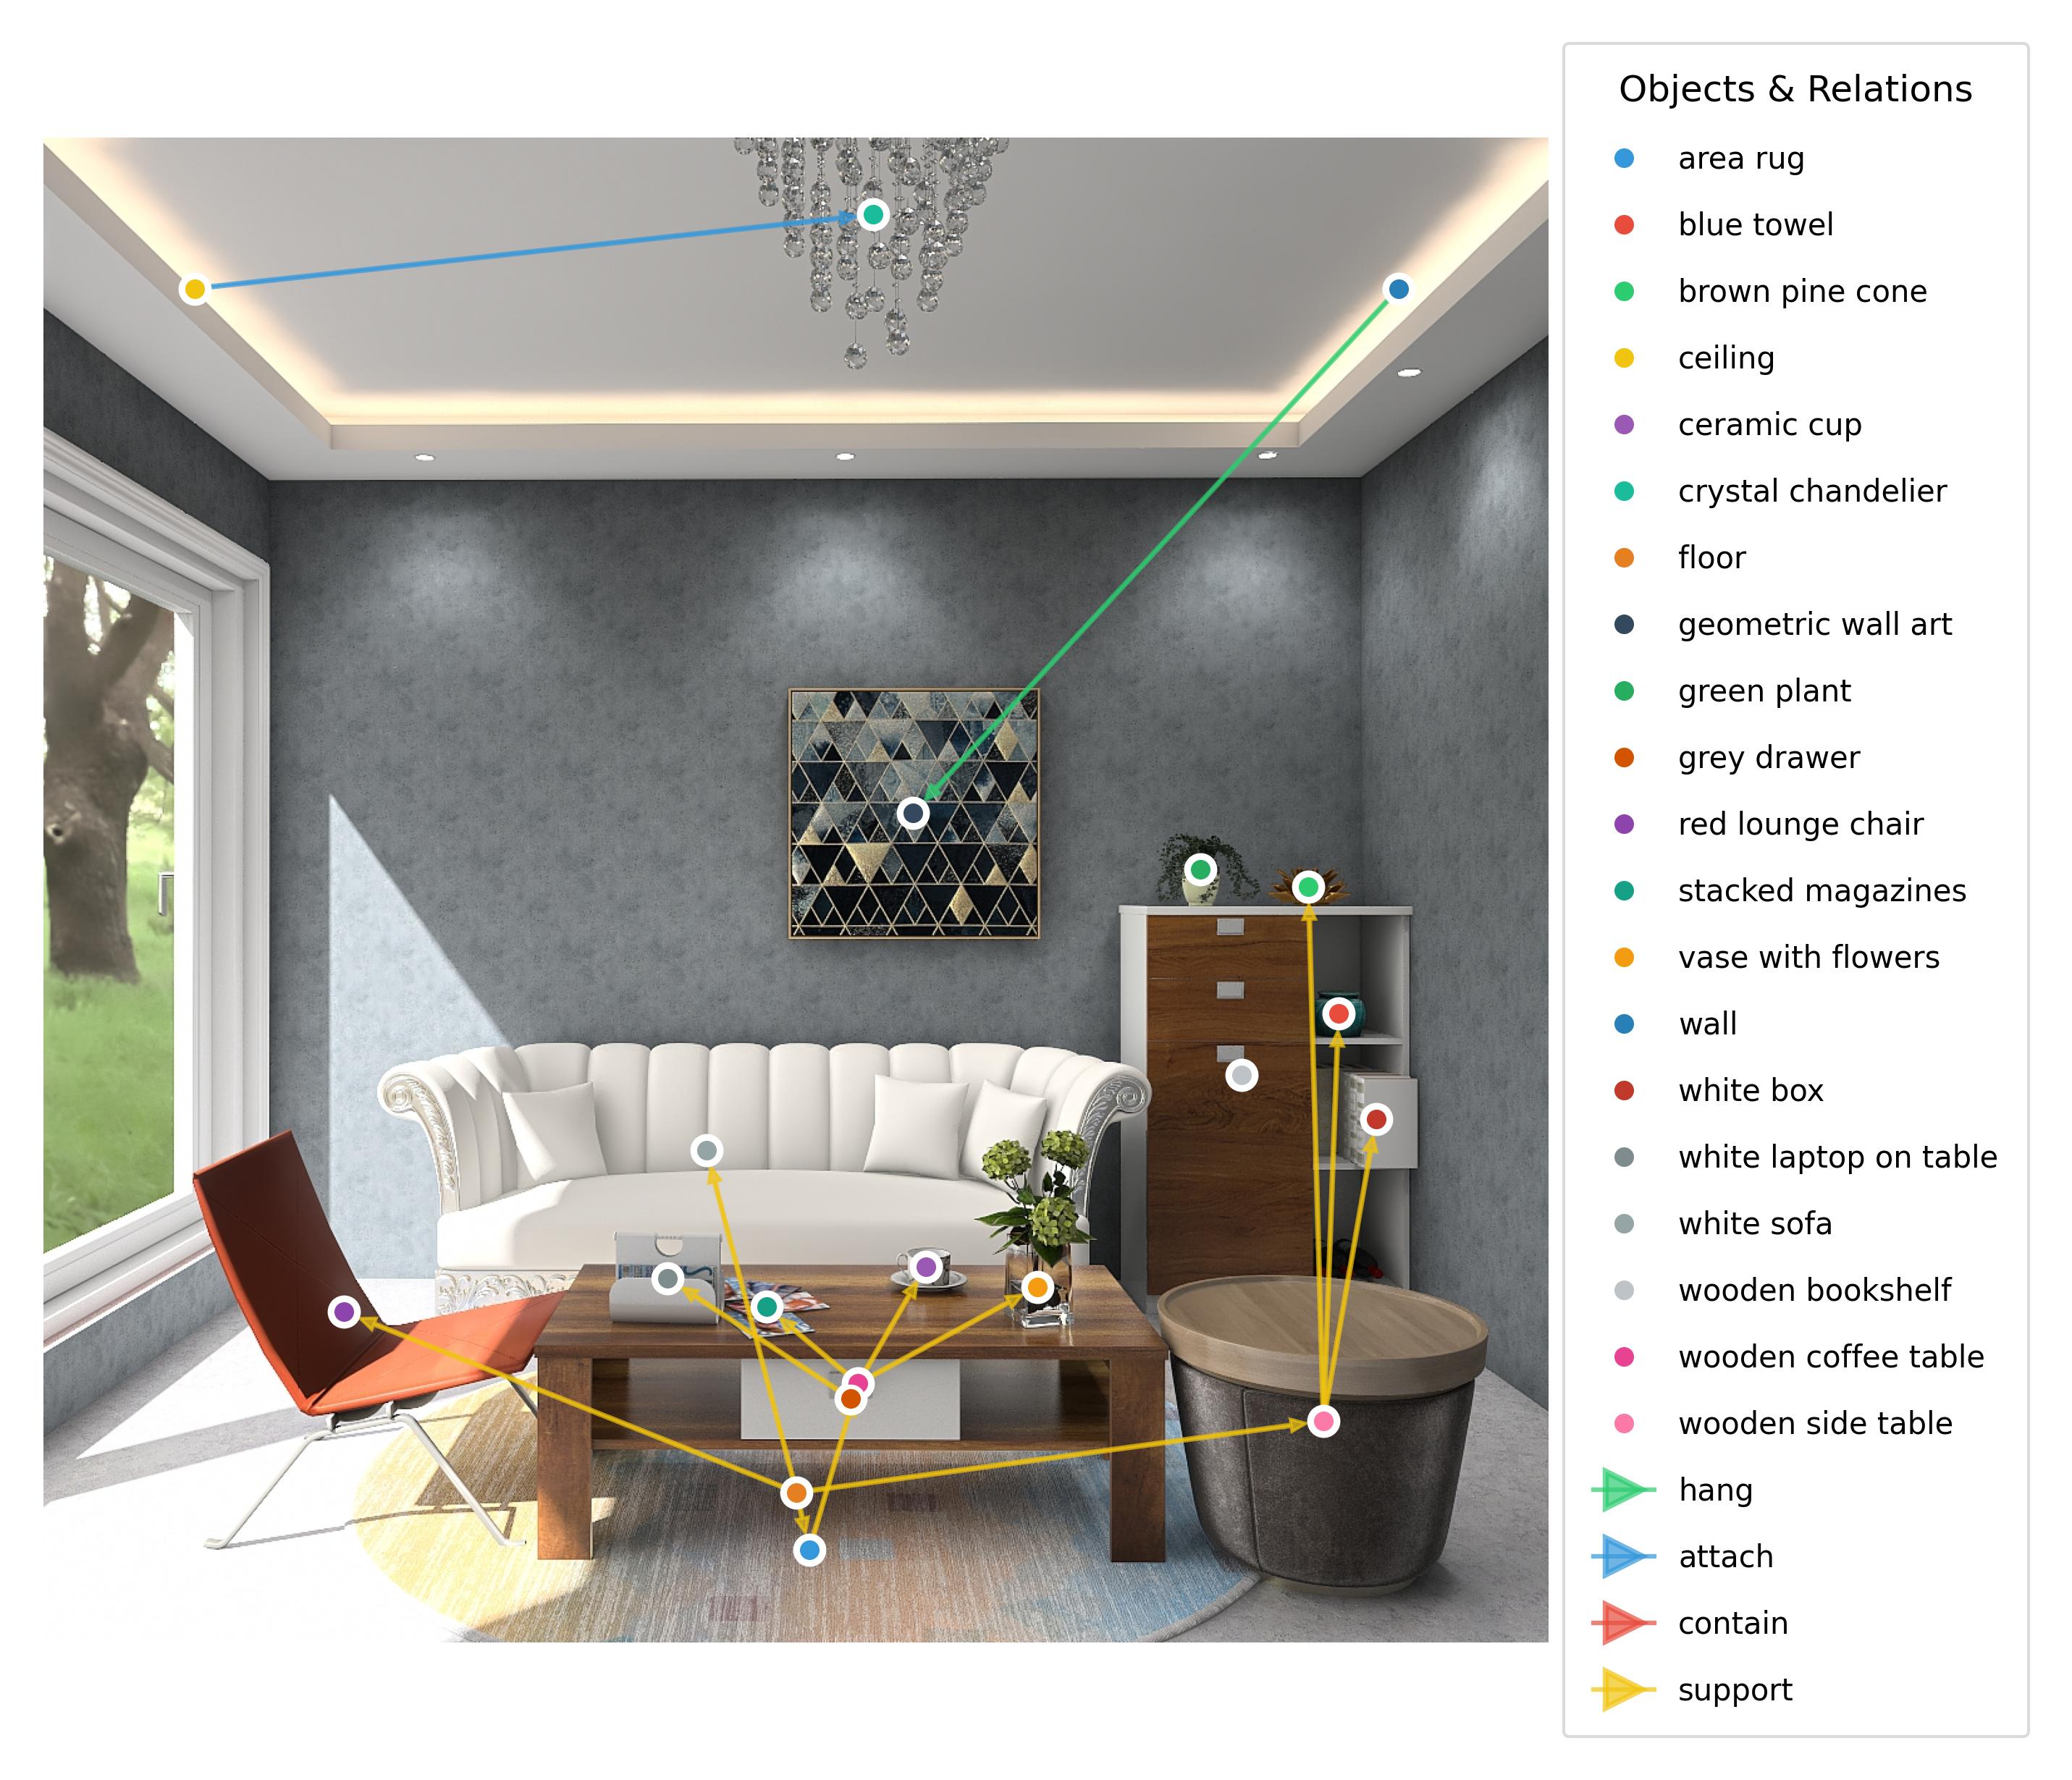 Objects & Relations
area rug
blue towel
brown pine cone
ceiling
ceramic cup
crystal chandelier
floor
geometric wall art
green plant
grey drawer
red lounge chair
stacked magazines
vase with flowers
wall
white box
white laptop on table
white sofa
wooden bookshelf
wooden coffee table
wooden side table
hang
attach
contain
support